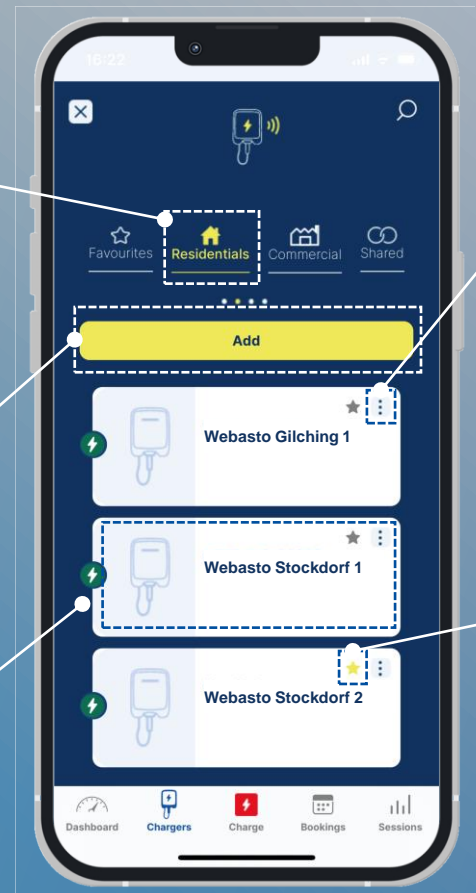 16:22
Favourites
Residentials
Commercial
Shared
Add
Webasto Gilching 1
Webasto Stockdorf 1
Webasto Stockdorf 2
Dashboard
Chargers
Charge
Bookings
Sessions